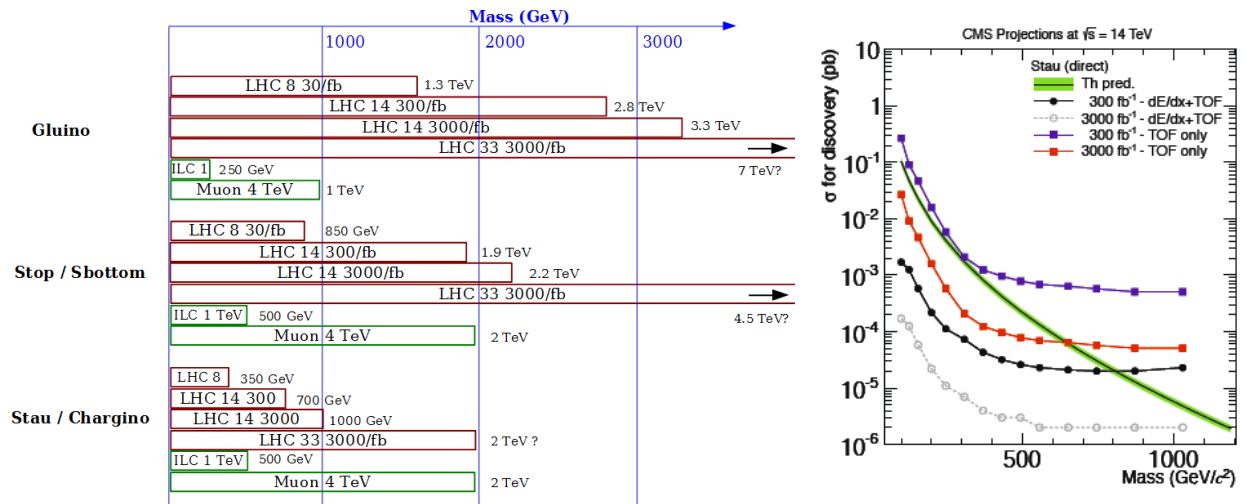 Mass (GeV)
1000
2000
3000
Gluino
LHC 8 30/fb
1.3 TeV
LHC 14 300/fb
2.8 TeV
LHC 14 3000/fb
3.3 TeV
LHC 33 3000/fb
7 TeV?
ILC 1
250 GeV
Muon 4 TeV
1 TeV
Stop / Sbottom
LHC 8 30/fb
850 GeV
LHC 14 300/fb
1.9 TeV
LHC 14 3000/fb
2.2 TeV
LHC 33 3000/fb
4.5 TeV?
ILC 1 TeV
500 GeV
Muon 4 TeV
2 TeV
Stau / Chargino
LHC 8
350 GeV
LHC 14 300
700 GeV
LHC 14 3000
1000 GeV
LHC 33 3000/fb
2 TeV ?
ILC 1 TeV
500 GeV
Muon 4 TeV
2 TeV
CMS Projections at √s = 14 TeV
σ for discovery (pb)
10
1
10⁻¹
10⁻²
10⁻³
10⁻⁴
10⁻⁵
10⁻⁶
Stau (direct)
Th pred.
300 fb⁻¹ - dE/dx+TOF
3000 fb⁻¹ - dE/dx+TOF
300 fb⁻¹ - TOF only
3000 fb⁻¹ - TOF only
500
1000
Mass (GeV/c²)